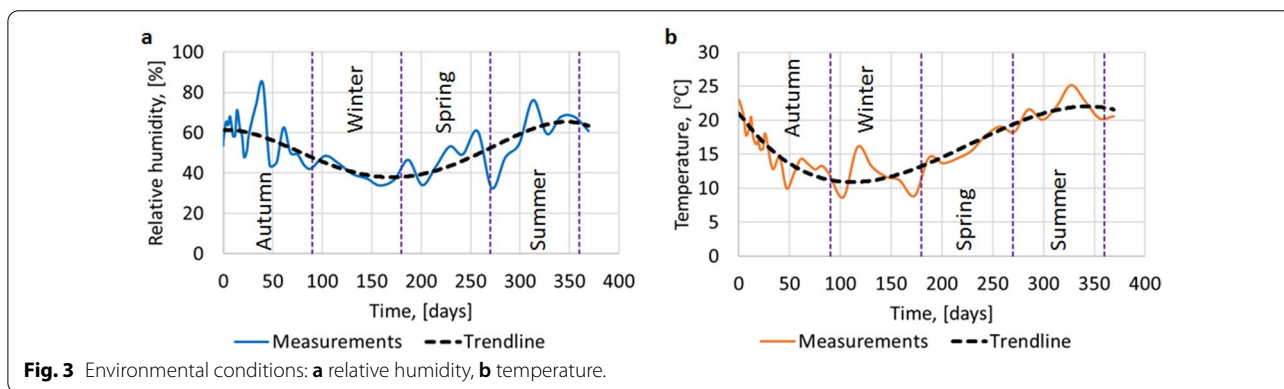 a
100
80
60
40
20
0
Relative humidity, [%]
Autumn
Winter
Spring
Summer
0 50 100 150 200 250 300 350 400
Time, [days]
Measurements Trendline
b
30
25
20
15
10
5
0
Temperature, [°C]
Autumn
Winter
Spring
Summer
0 50 100 150 200 250 300 350 400
Time, [days]
Measurements Trendline
Fig. 3 Environmental conditions: a relative humidity, b temperature.